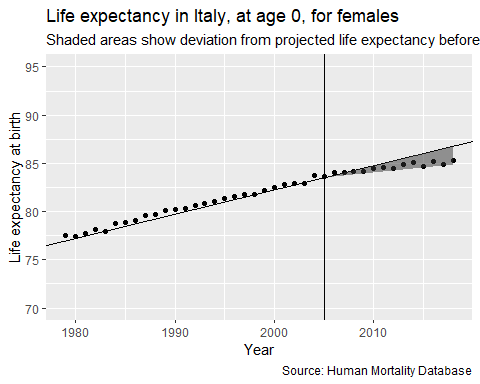 Life expectancy in Italy, at age 0, for females
Shaded areas show deviation from projected life expectancy before
95
90
85
80
75
70
Life expectancy at birth
1980
1990
2000
2010
Year
Source: Human Mortality Database